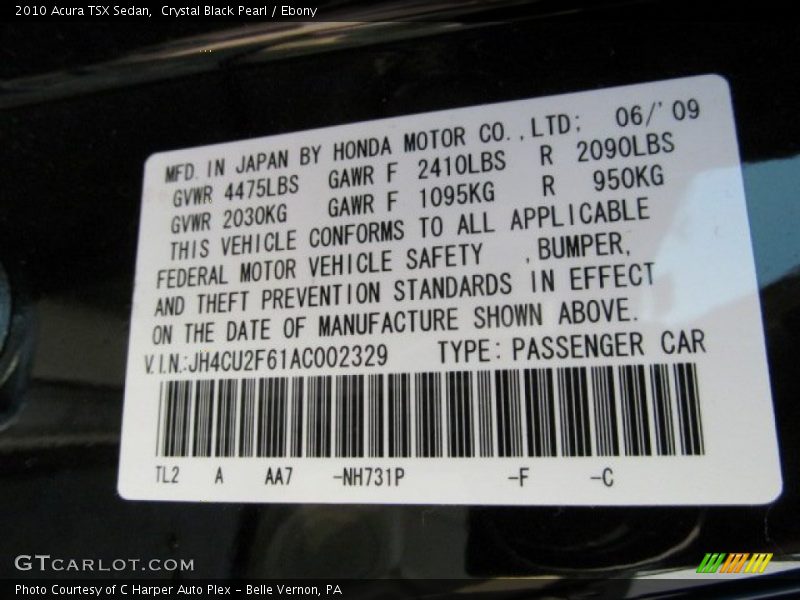 2010 Acura TSX Sedan,  Crystal Black Pearl / Ebony
MFD. IN JAPAN BY HONDA MOTOR CO.,LTD; 06/'09
GVWR 4475LBS GAWR F 2410LBS R 2090LBS
GVWR 2030KG GAWR F 1095KG R 950KG
THIS VEHICLE CONFORMS TO ALL APPLICABLE
FEDERAL MOTOR VEHICLE SAFETY ,BUMPER,
AND THEFT PREVENTION STANDARDS IN EFFECT
ON THE DATE OF MANUFACTURE SHOWN ABOVE.
V.I.N.:JH4CU2F61AC002329 TYPE: PASSENGER CAR
TL2 A AA7 -NH731P -F -C
GTCARLOT.COM
Photo Courtesy of C Harper Auto Plex – Belle Vernon, PA